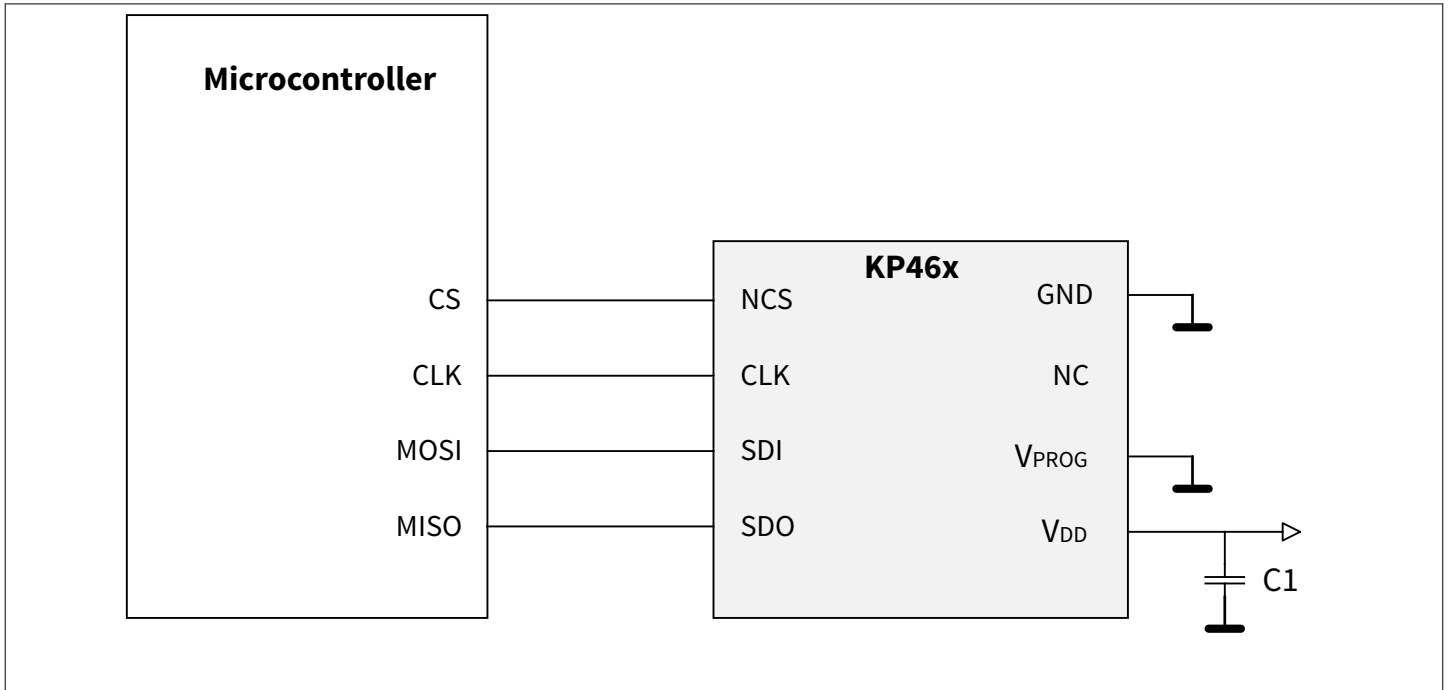 Microcontroller
CS
CLK
MOSI
MISO
KP46x
NCS
CLK
SDI
SDO
GND
NC
VPROG
VDD
C1